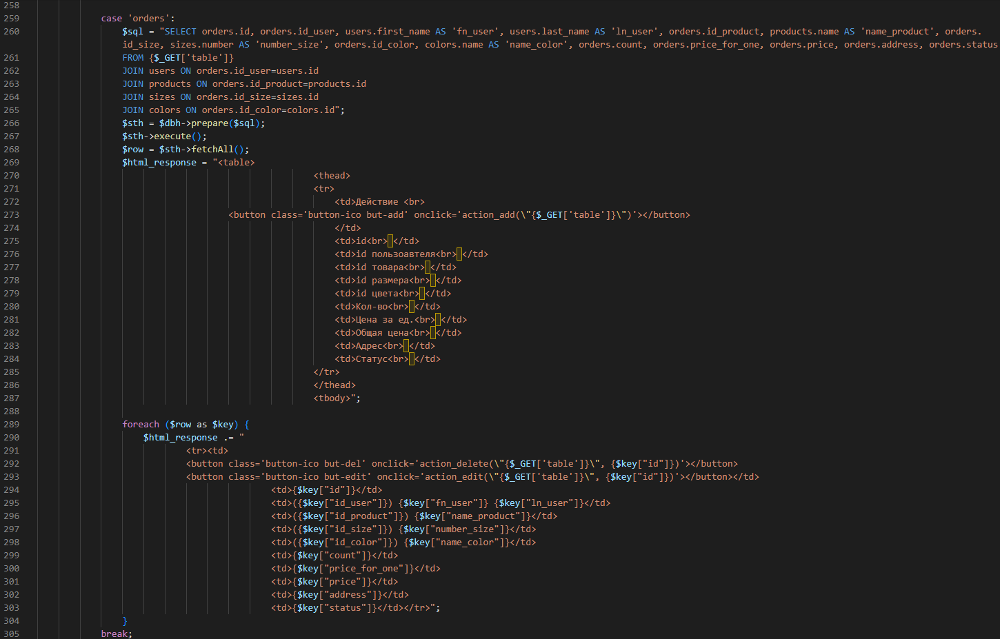 258
259 case 'orders':
260 $sql = "SELECT orders.id, orders.id_user, users.first_name AS 'fn_user', users.last_name AS 'ln_user', orders.id_product, products.name AS 'name_product', orders.
id_size, sizes.number AS 'number_size', orders.id_color, colors.name AS 'name_color', orders.count, orders.price_for_one, orders.price, orders.address, orders.status
261 FROM {$_GET['table']}
262 JOIN users ON orders.id_user=users.id
263 JOIN products ON orders.id_product=products.id
264 JOIN sizes ON orders.id_size=sizes.id
265 JOIN colors ON orders.id_color=colors.id";
266 $sth = $dbh->prepare($sql);
267 $sth->execute();
268 $row = $sth->fetchAll();
269 $html_response = "<table>
270 <thead>
271 <tr>
272 <td>Действие <br>
273 <button class='button-ico but-add' onclick='action_add(\"{$_GET['table']}\")'></button>
274 </td>
275 <td>id<br> </td>
276 <td>id пользоавтеля<br> </td>
277 <td>id товара<br> </td>
278 <td>id размера<br> </td>
279 <td>id цвета<br> </td>
280 <td>Кол-во<br> </td>
281 <td>Цена за ед.<br> </td>
282 <td>Общая цена<br> </td>
283 <td>Адрес<br> </td>
284 <td>Статус<br> </td>
285 </tr>
286 </thead>
287 <tbody>";
288
289 foreach ($row as $key) {
290 $html_response .= "
291 <tr><td>
292 <button class='button-ico but-del' onclick='action_delete(\"{$_GET['table']}\", {$key["id"]})'></button>
293 <button class='button-ico but-edit' onclick='action_edit(\"{$_GET['table']}\", {$key["id"]})'></button></td>
294 <td>{$key["id"]}</td>
295 <td>({$key["id_user"]}) {$key["fn_user"]} {$key["ln_user"]}</td>
296 <td>({$key["id_product"]}) {$key["name_product"]}</td>
297 <td>({$key["id_size"]}) {$key["number_size"]}</td>
298 <td>({$key["id_color"]}) {$key["name_color"]}</td>
299 <td>{$key["count"]}</td>
300 <td>{$key["price_for_one"]}</td>
301 <td>{$key["price"]}</td>
302 <td>{$key["address"]}</td>
303 <td>{$key["status"]}</td></tr>";
304 }
305 break;